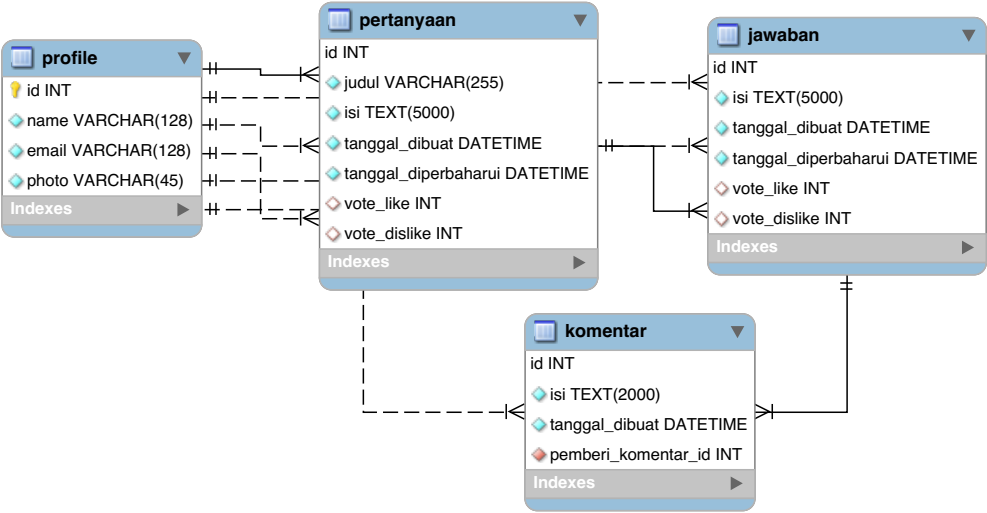 profile
id INT
name VARCHAR(128)
email VARCHAR(128)
photo VARCHAR(45)
Indexes
pertanyaan
id INT
judul VARCHAR(255)
isi TEXT(5000)
tanggal_dibuat DATETIME
tanggal_diperbaharui DATETIME
vote_like INT
vote_dislike INT
Indexes
jawaban
id INT
isi TEXT(5000)
tanggal_dibuat DATETIME
tanggal_diperbaharui DATETIME
vote_like INT
vote_dislike INT
Indexes
komentar
id INT
isi TEXT(2000)
tanggal_dibuat DATETIME
pemberi_komentar_id INT
Indexes